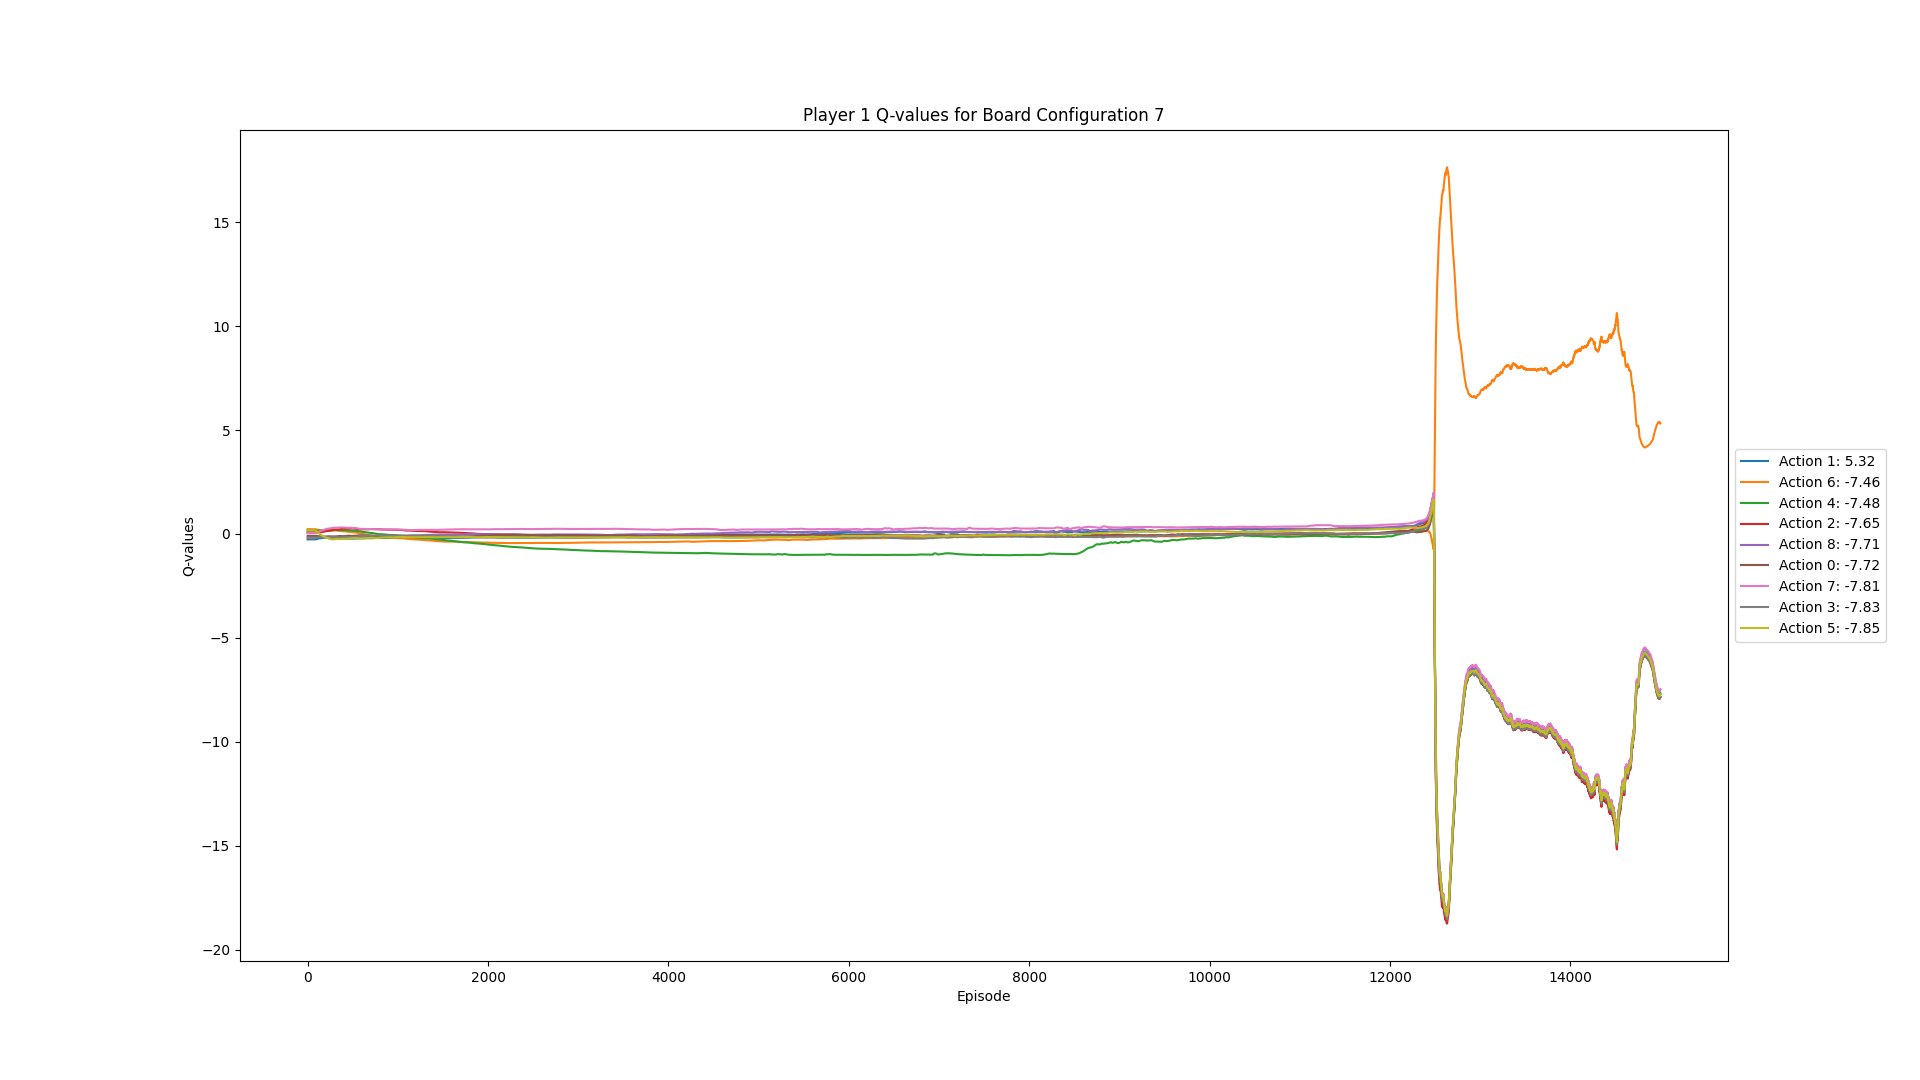 Player 1 Q-values for Board Configuration 7
Q-values
15
10
5
0
−5
−10
−15
−20
0
2000
4000
6000
8000
10000
12000
14000
Episode
Action 1: 5.32
Action 6: -7.46
Action 4: -7.48
Action 2: -7.65
Action 8: -7.71
Action 0: -7.72
Action 7: -7.81
Action 3: -7.83
Action 5: -7.85